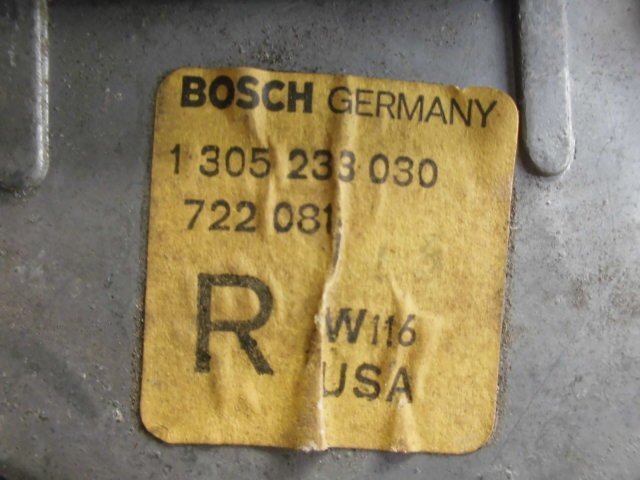 BOSCH GERMANY
1 305 233 030
722 081
R W116
USA